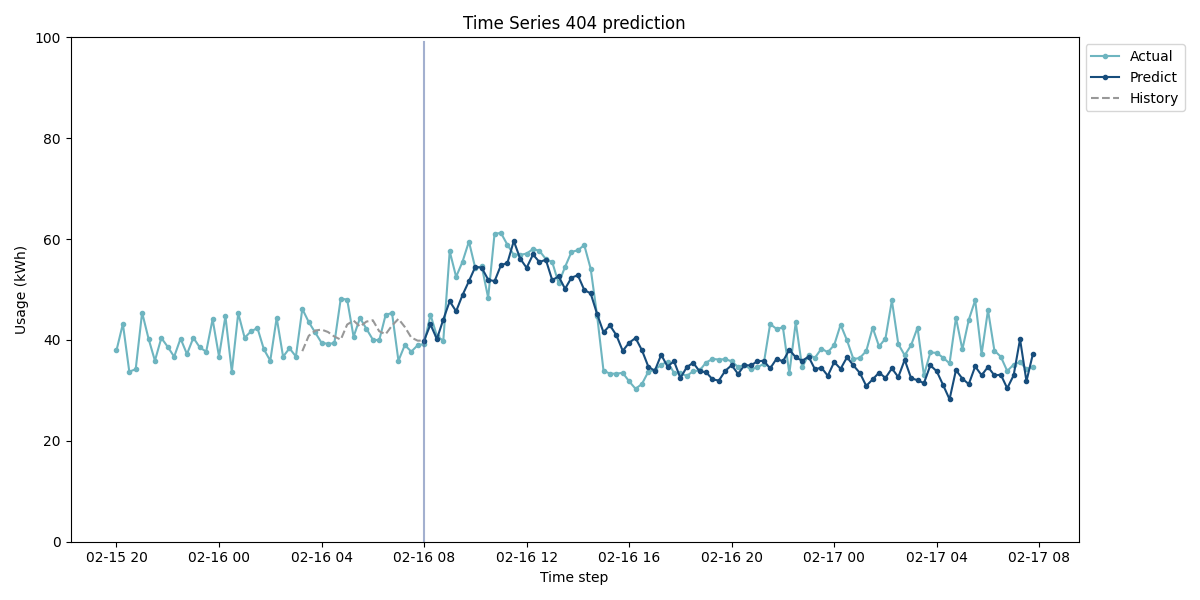 Time Series 404 prediction
100
80
60
40
20
0
Usage (kWh)
02-15 20
02-16 00
02-16 04
02-16 08
02-16 12
02-16 16
02-16 20
02-17 00
02-17 04
02-17 08
Time step
Actual
Predict
History